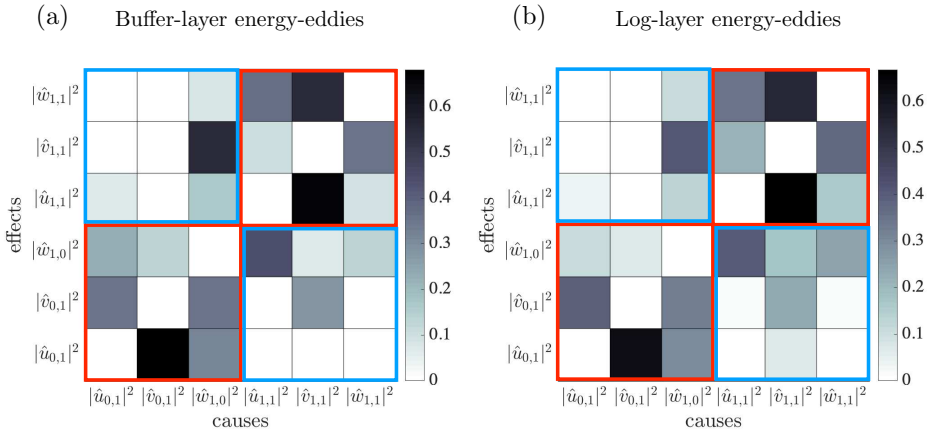 (a) Buffer-layer energy-eddies
(b) Log-layer energy-eddies
effects
|ŵ₁,₁|²
|v̂₁,₁|²
|û₁,₁|²
|ŵ₁,₀|²
|v̂₀,₁|²
|û₀,₁|²
|û₀,₁|² |v̂₀,₁|² |ŵ₁,₀|² |û₁,₁|² |v̂₁,₁|² |ŵ₁,₁|²
causes
0.6
0.5
0.4
0.3
0.2
0.1
0
effects
|ŵ₁,₁|²
|v̂₁,₁|²
|û₁,₁|²
|ŵ₁,₀|²
|v̂₀,₁|²
|û₀,₁|²
|û₀,₁|² |v̂₀,₁|² |ŵ₁,₀|² |û₁,₁|² |v̂₁,₁|² |ŵ₁,₁|²
causes
0.6
0.5
0.4
0.3
0.2
0.1
0